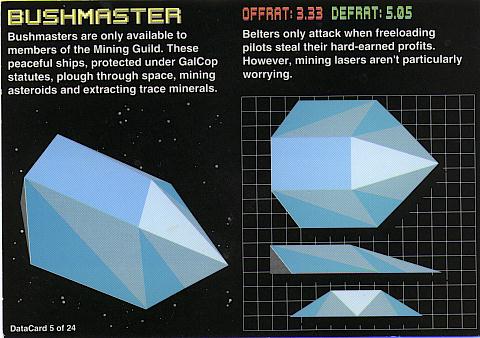 BUSHMASTER
Bushmasters are only available to
members of the Mining Guild. These
peaceful ships, protected under GalCop
statutes, plough through space, mining
asteroids and extracting trace minerals.
OFFRAT: 3.33 DEFRAT: 5.05
Belters only attack when freeloading
pilots steal their hard-earned profits.
However, mining lasers aren't particularly
worrying.
DataCard 5 of 24